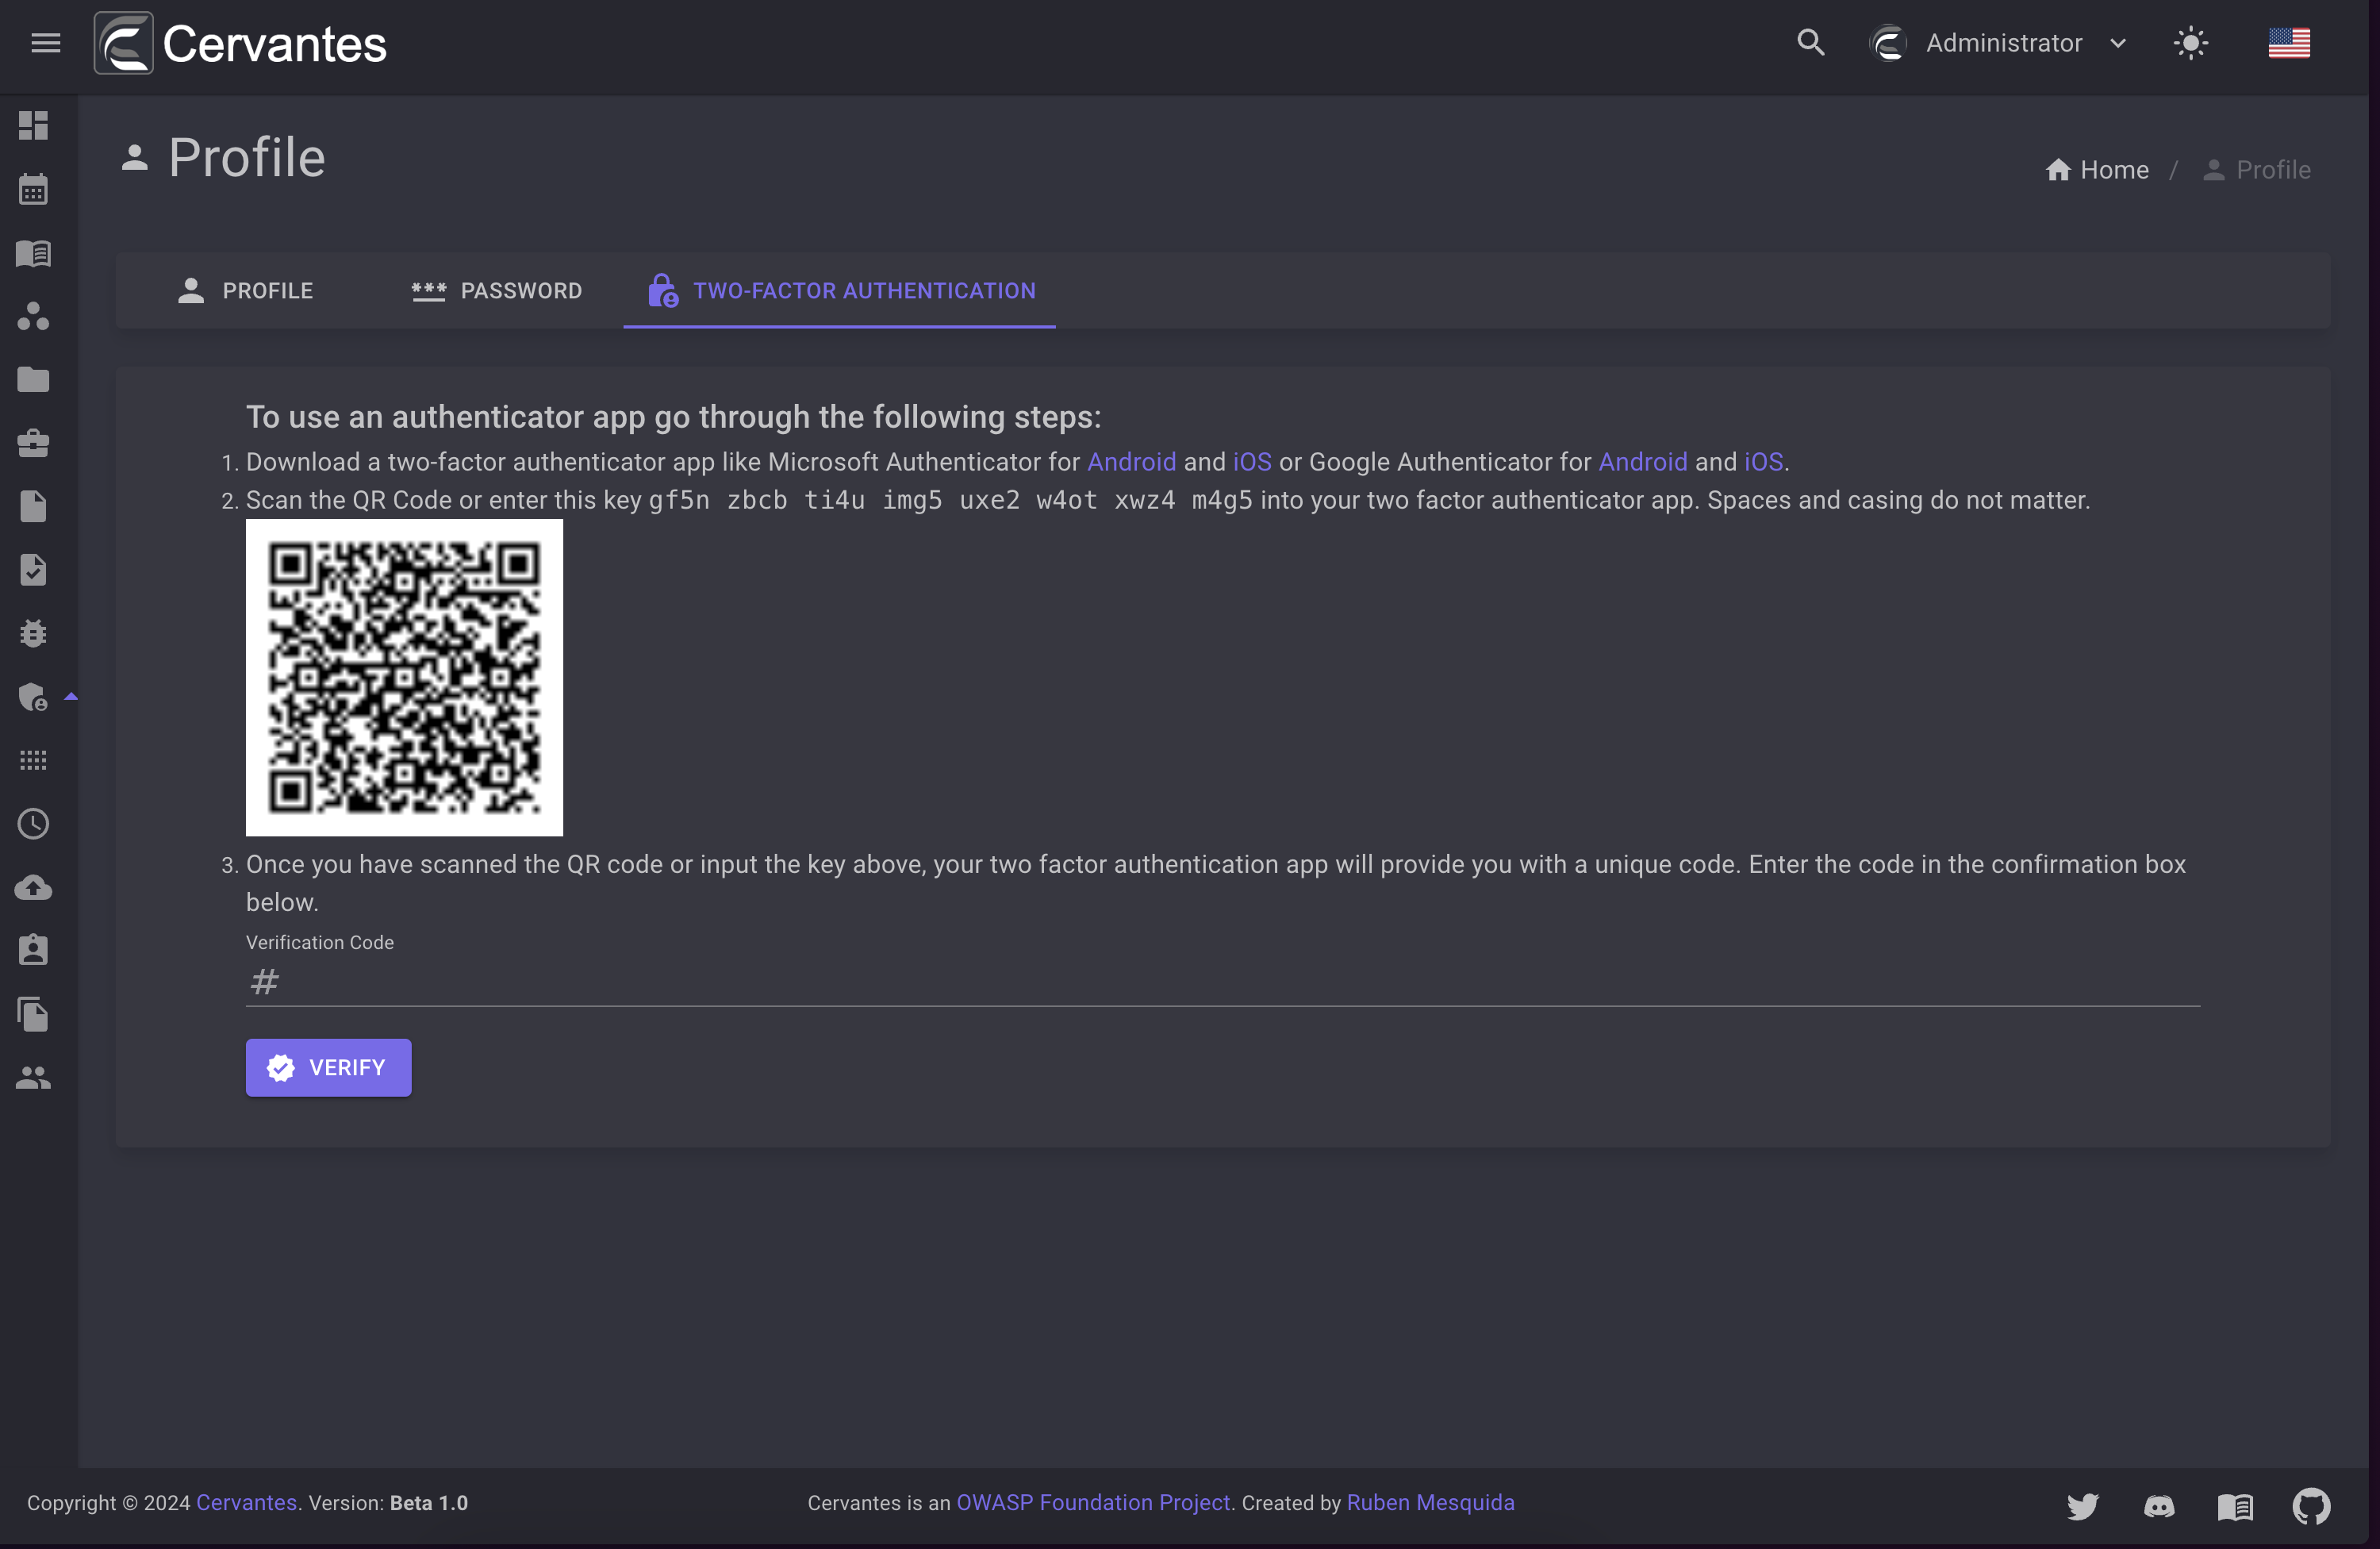 Cervantes
Administrator
Profile
Home / Profile
PROFILE
*** PASSWORD
TWO-FACTOR AUTHENTICATION
To use an authenticator app go through the following steps:
1. Download a two-factor authenticator app like Microsoft Authenticator for Android and iOS or Google Authenticator for Android and iOS.
2. Scan the QR Code or enter this key gf5n zbcb ti4u img5 uxe2 w4ot xwz4 m4g5 into your two factor authenticator app. Spaces and casing do not matter.
3. Once you have scanned the QR code or input the key above, your two factor authentication app will provide you with a unique code. Enter the code in the confirmation box
below.
Verification Code
#
VERIFY
Copyright © 2024 Cervantes. Version: Beta 1.0
Cervantes is an OWASP Foundation Project. Created by Ruben Mesquida